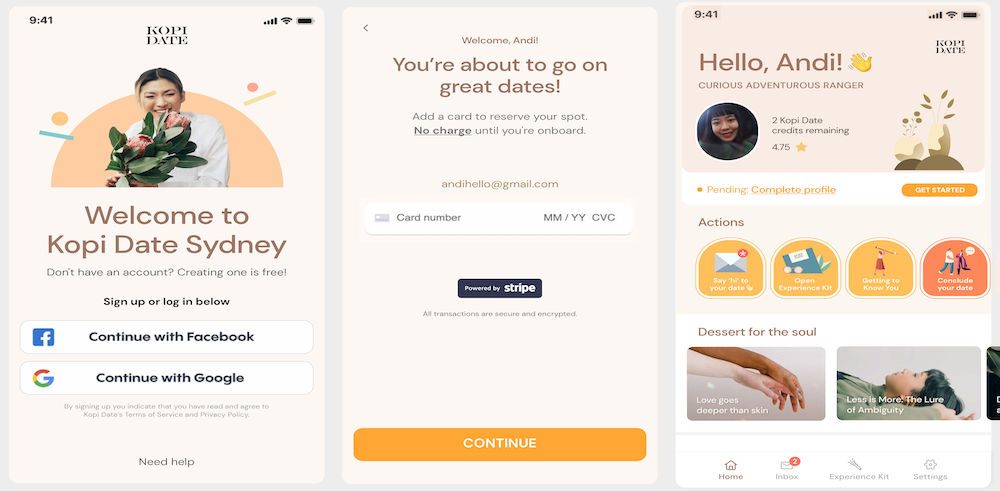 9:41
KOPI
DATE
Welcome to
Kopi Date Sydney
Don't have an account? Creating one is free!
Sign up or log in below
Continue with Facebook
Continue with Google
By signing up you indicate that you have read and agree to
Kopi Date's Terms of Service and Privacy Policy.
Need help
Welcome, Andi!
You're about to go on
great dates!
Add a card to reserve your spot.
No charge until you're onboard.
andihello@gmail.com
Card number MM / YY CVC
Powered by stripe
All transactions are secure and encrypted.
CONTINUE
9:41
KOPI
DATE
Hello, Andi!
CURIOUS ADVENTUROUS RANGER
2 Kopi Date
credits remaining
4.75
Pending: Complete profile
GET STARTED
Actions
Say 'hi' to
your date
Open
Experience Kit
Getting to
Know You
Conclude
your date
Dessert for the soul
Love goes
deeper than skin
Less is More: The Lure
of Ambiguity
2
Home Inbox Experience Kit Settings